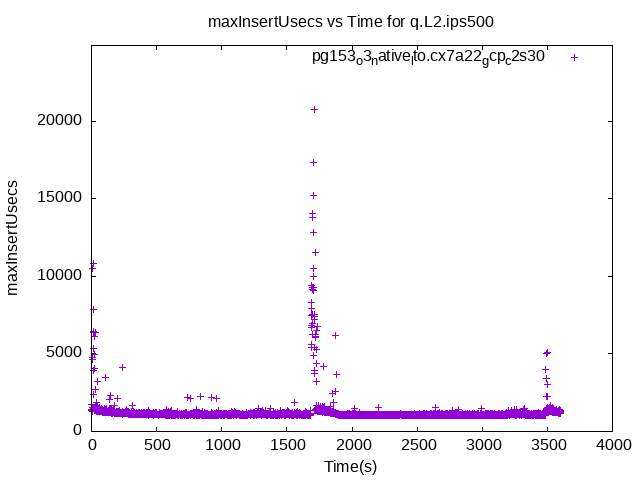 maxInsertUsecs vs Time for q.L2.ips500
pg153_o3_native_lto.cx7a22_gcp_c2s30
maxInsertUsecs
20000
15000
10000
5000
0
0 500 1000 1500 2000 2500 3000 3500 4000
Time(s)